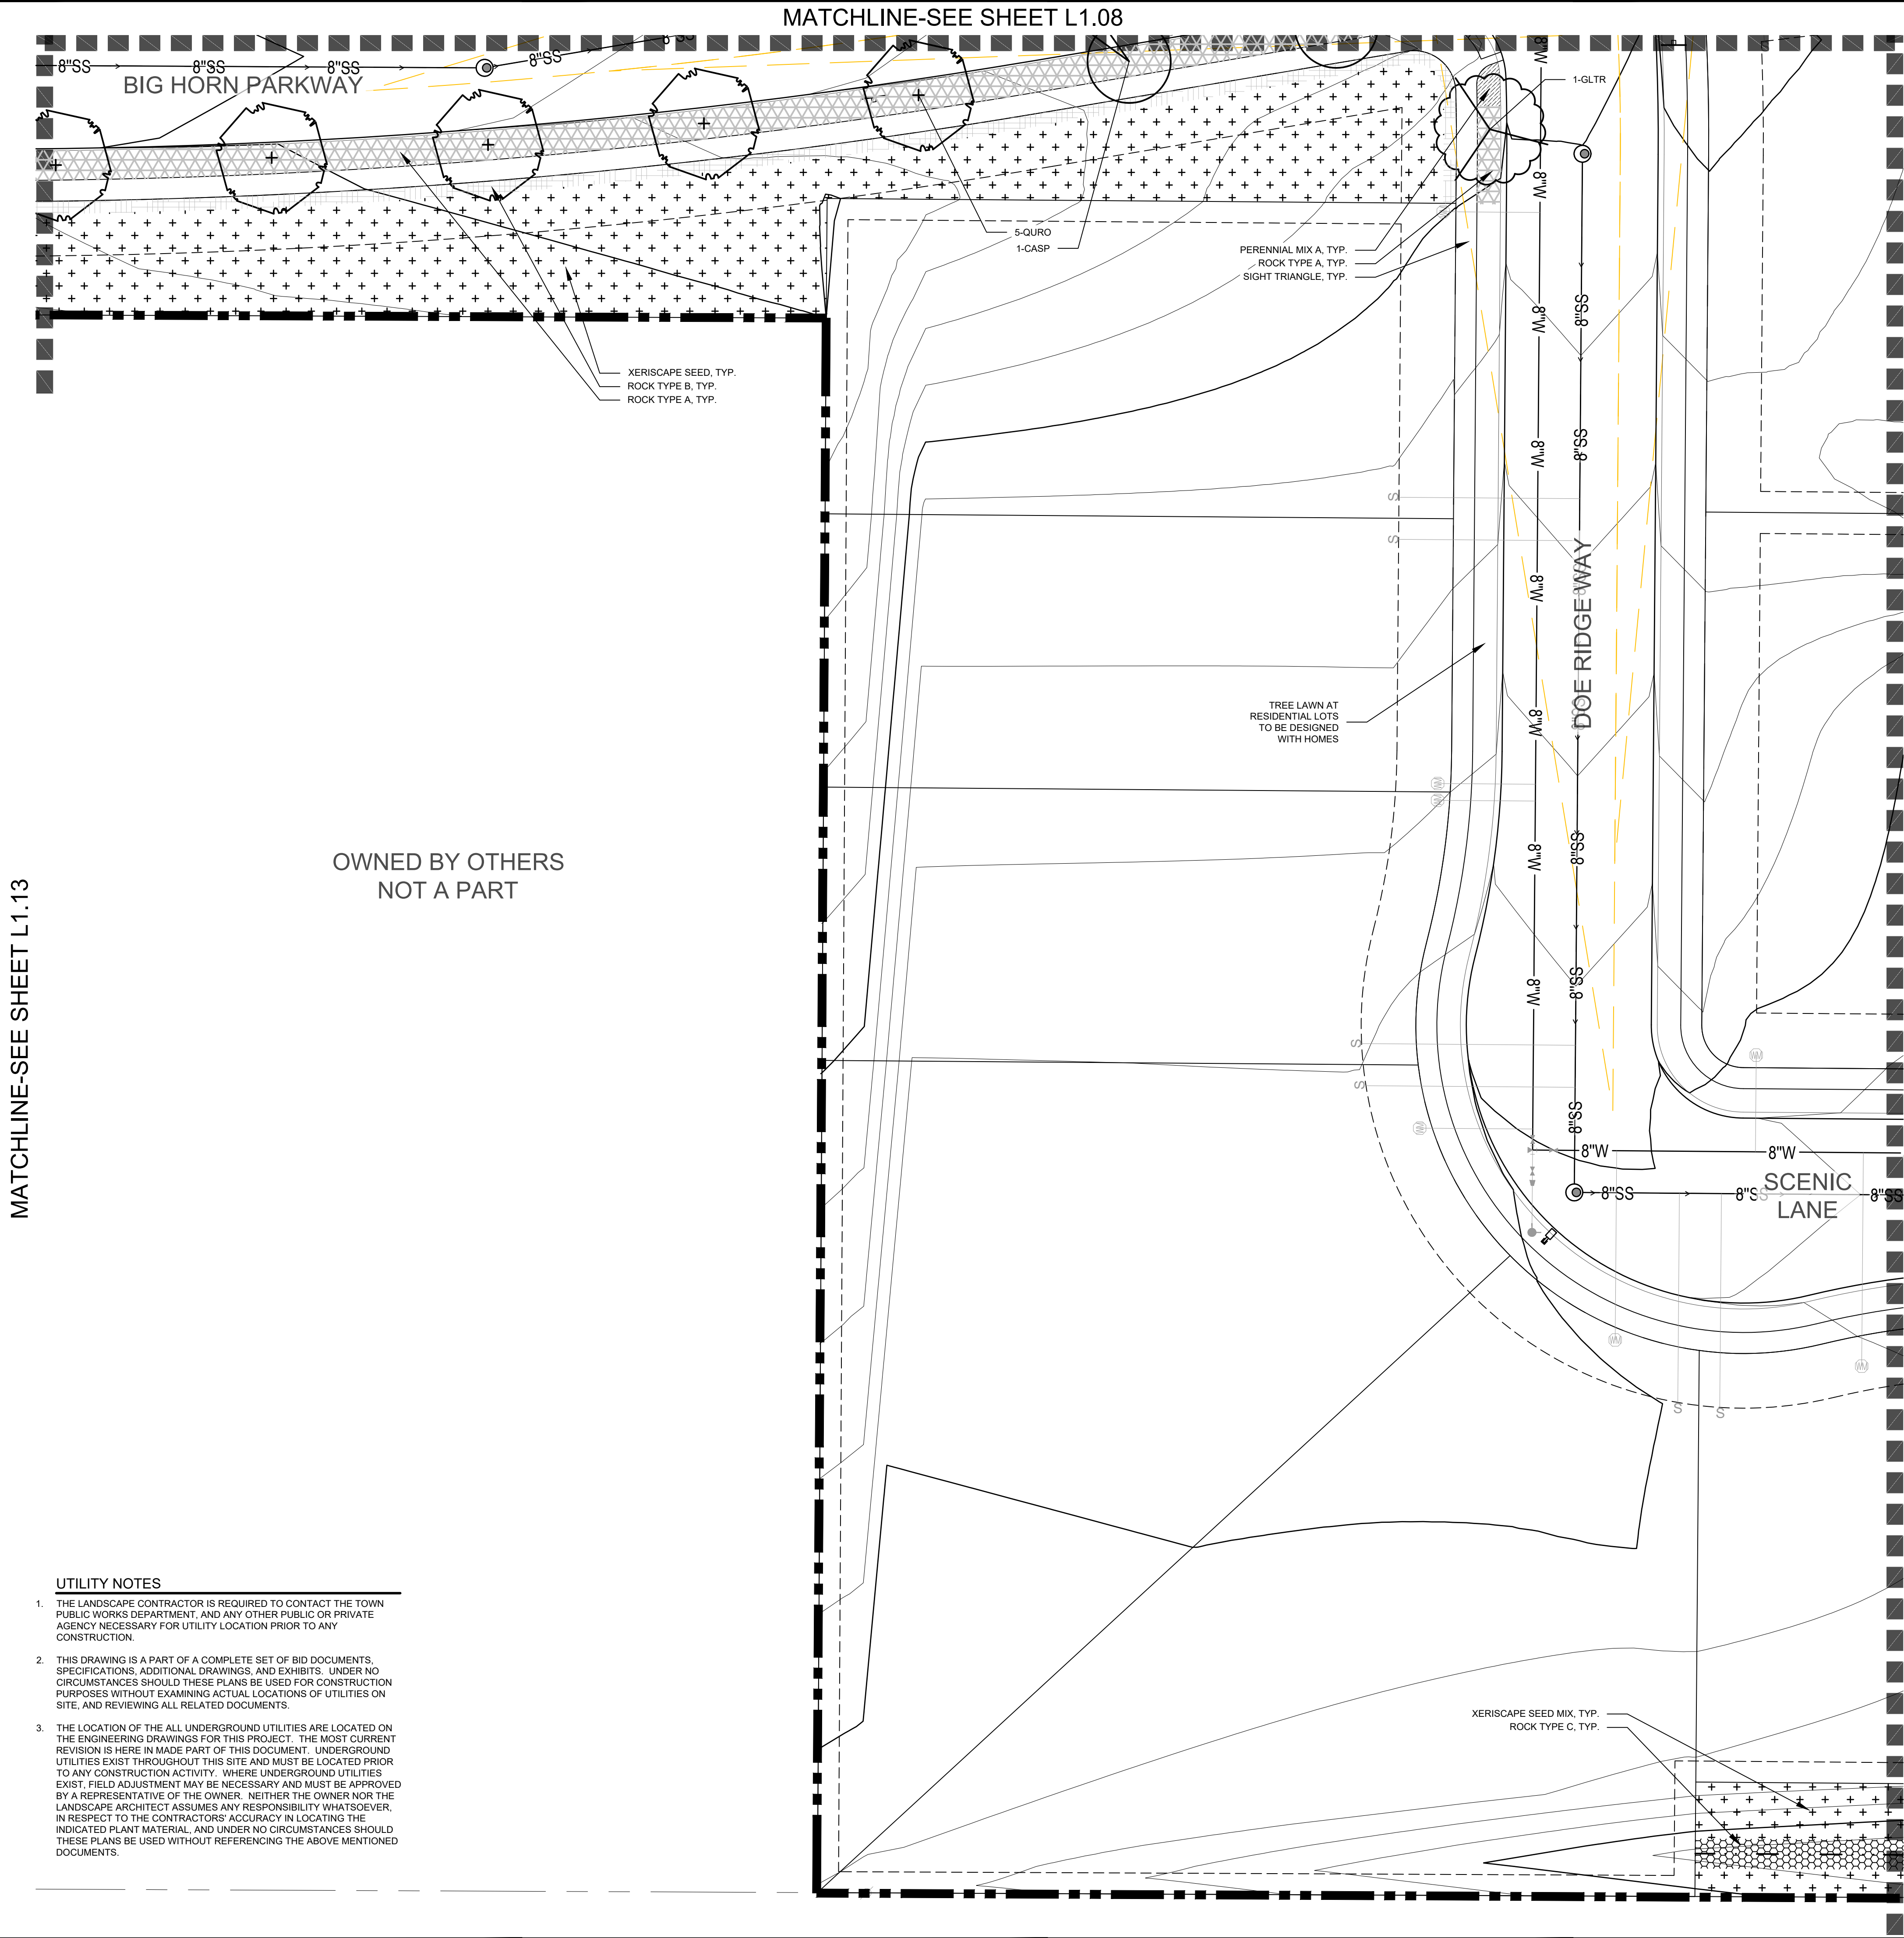 MATCHLINE-SEE SHEET L1.08
8"SS
8"SS
8"SS
8"SS
BIG HORN PARKWAY
8"W
1-GLTR
8"W
5-QURO
1-CASP
PERENNIAL MIX A, TYP.
ROCK TYPE A, TYP.
SIGHT TRIANGLE, TYP.
8"W
8"SS
XERISCAPE SEED, TYP.
ROCK TYPE B, TYP.
ROCK TYPE A, TYP.
8"W
8"SS
S
S
8"W
8"SS
DOE RIDGE WAY
TREE LAWN AT
RESIDENTIAL LOTS
TO BE DESIGNED
WITH HOMES
8"W
8"SS
WM
WM
8"W
8"SS
OWNED BY OTHERS
NOT A PART
MATCHLINE-SEE SHEET L1.13
8"W
8"SS
S
WM
S
8"SS
WM
8"W
8"W
SCENIC
LANE
8"SS
8"SS
8"SS
WM
WM
S
S
UTILITY NOTES
1. THE LANDSCAPE CONTRACTOR IS REQUIRED TO CONTACT THE TOWN
PUBLIC WORKS DEPARTMENT, AND ANY OTHER PUBLIC OR PRIVATE
AGENCY NECESSARY FOR UTILITY LOCATION PRIOR TO ANY
CONSTRUCTION.
2. THIS DRAWING IS A PART OF A COMPLETE SET OF BID DOCUMENTS,
SPECIFICATIONS, ADDITIONAL DRAWINGS, AND EXHIBITS. UNDER NO
CIRCUMSTANCES SHOULD THESE PLANS BE USED FOR CONSTRUCTION
PURPOSES WITHOUT EXAMINING ACTUAL LOCATIONS OF UTILITIES ON
SITE, AND REVIEWING ALL RELATED DOCUMENTS.
3. THE LOCATION OF THE ALL UNDERGROUND UTILITIES ARE LOCATED ON
THE ENGINEERING DRAWINGS FOR THIS PROJECT. THE MOST CURRENT
REVISION IS HERE IN MADE PART OF THIS DOCUMENT. UNDERGROUND
UTILITIES EXIST THROUGHOUT THIS SITE AND MUST BE LOCATED PRIOR
TO ANY CONSTRUCTION ACTIVITY. WHERE UNDERGROUND UTILITIES
EXIST, FIELD ADJUSTMENT MAY BE NECESSARY AND MUST BE APPROVED
BY A REPRESENTATIVE OF THE OWNER. NEITHER THE OWNER NOR THE
LANDSCAPE ARCHITECT ASSUMES ANY RESPONSIBILITY WHATSOEVER,
IN RESPECT TO THE CONTRACTORS' ACCURACY IN LOCATING THE
INDICATED PLANT MATERIAL, AND UNDER NO CIRCUMSTANCES SHOULD
THESE PLANS BE USED WITHOUT REFERENCING THE ABOVE MENTIONED
DOCUMENTS.
XERISCAPE SEED MIX, TYP.
ROCK TYPE C, TYP.